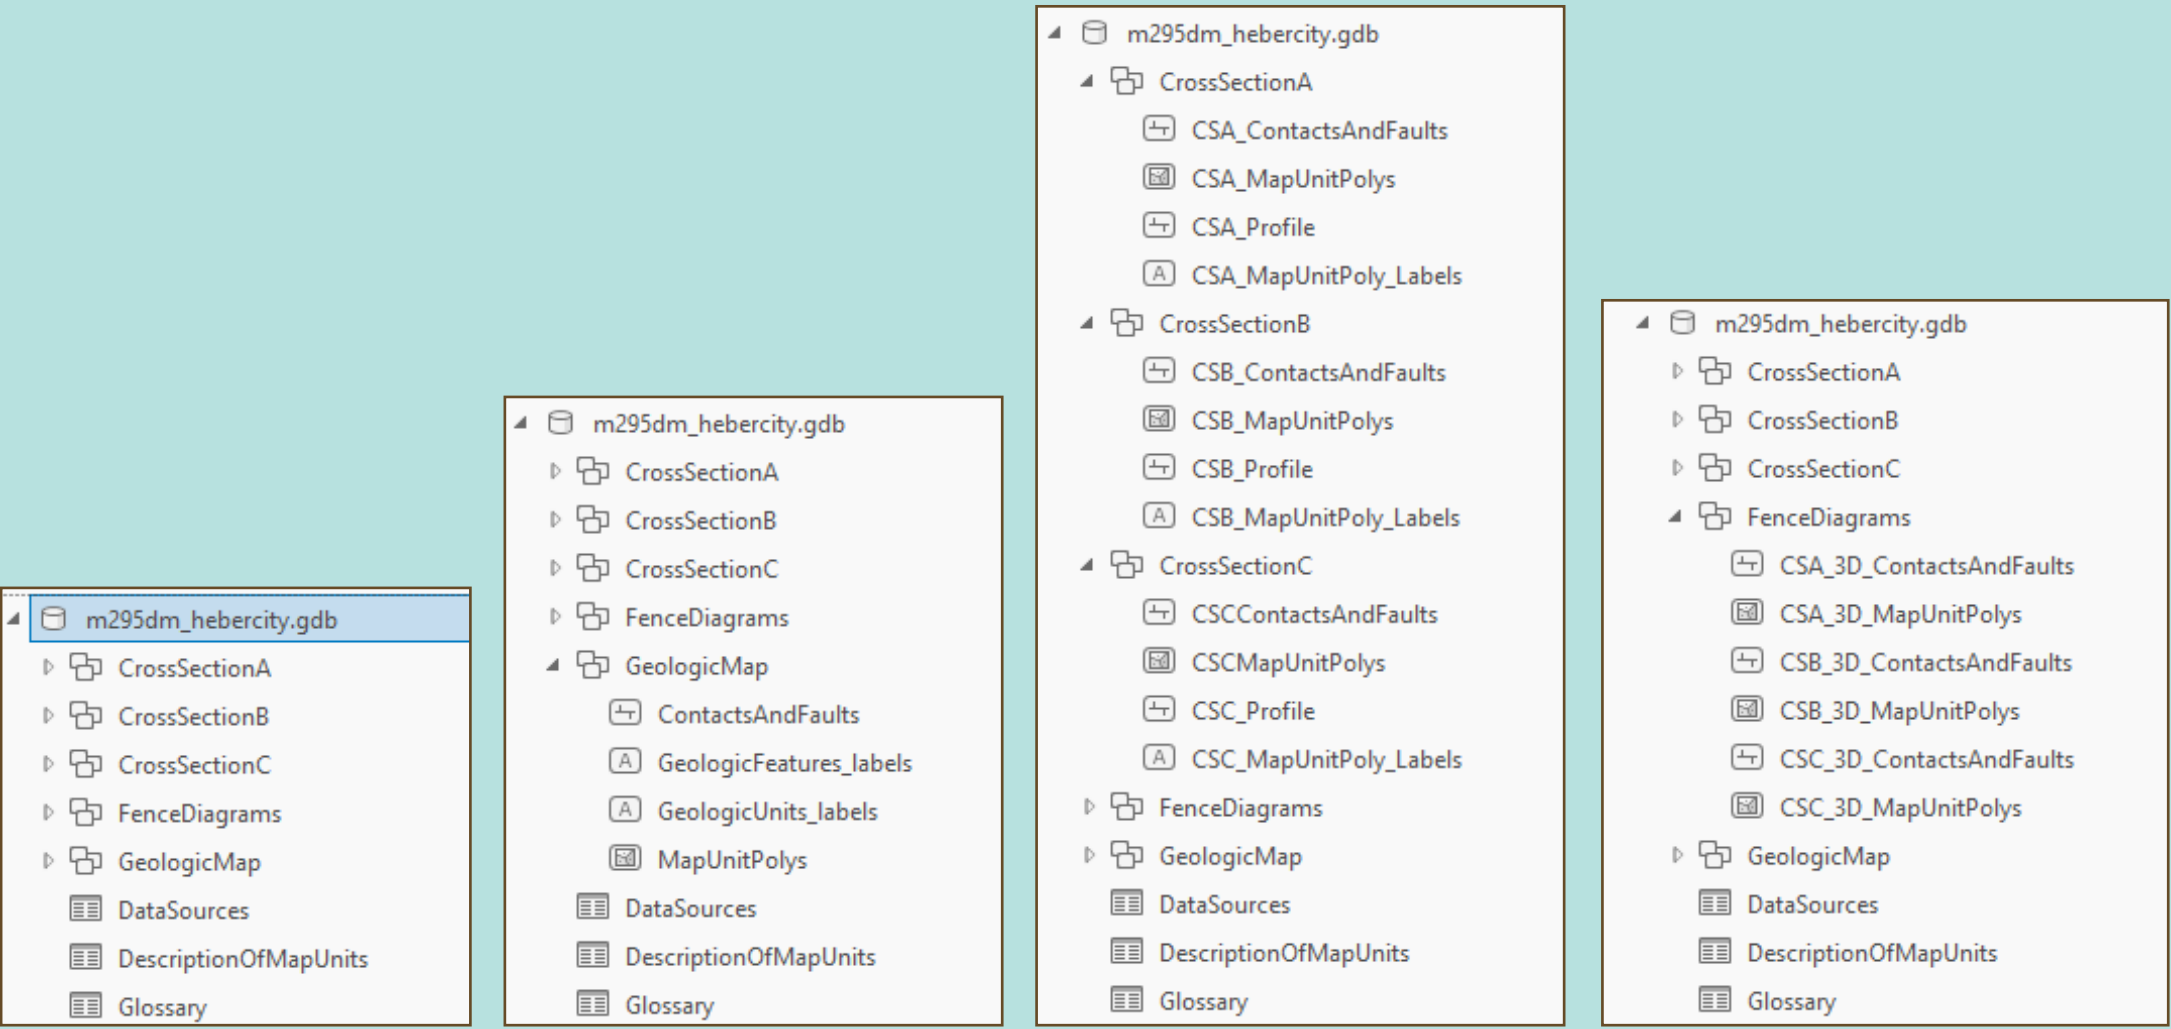 m295dm_hebercity.gdb
CrossSectionA
CrossSectionB
CrossSectionC
FenceDiagrams
GeologicMap
DataSources
DescriptionOfMapUnits
Glossary
m295dm_hebercity.gdb
CrossSectionA
CrossSectionB
CrossSectionC
FenceDiagrams
GeologicMap
ContactsAndFaults
A GeologicFeatures_labels
A GeologicUnits_labels
MapUnitPolys
DataSources
DescriptionOfMapUnits
Glossary
m295dm_hebercity.gdb
CrossSectionA
CSA_ContactsAndFaults
CSA_MapUnitPolys
CSA_Profile
A CSA_MapUnitPoly_Labels
CrossSectionB
CSB_ContactsAndFaults
CSB_MapUnitPolys
CSB_Profile
A CSB_MapUnitPoly_Labels
CrossSectionC
CSCContactsAndFaults
CSCMapUnitPolys
CSC_Profile
A CSC_MapUnitPoly_Labels
FenceDiagrams
GeologicMap
DataSources
DescriptionOfMapUnits
Glossary
m295dm_hebercity.gdb
CrossSectionA
CrossSectionB
CrossSectionC
FenceDiagrams
CSA_3D_ContactsAndFaults
CSA_3D_MapUnitPolys
CSB_3D_ContactsAndFaults
CSB_3D_MapUnitPolys
CSC_3D_ContactsAndFaults
CSC_3D_MapUnitPolys
GeologicMap
DataSources
DescriptionOfMapUnits
Glossary